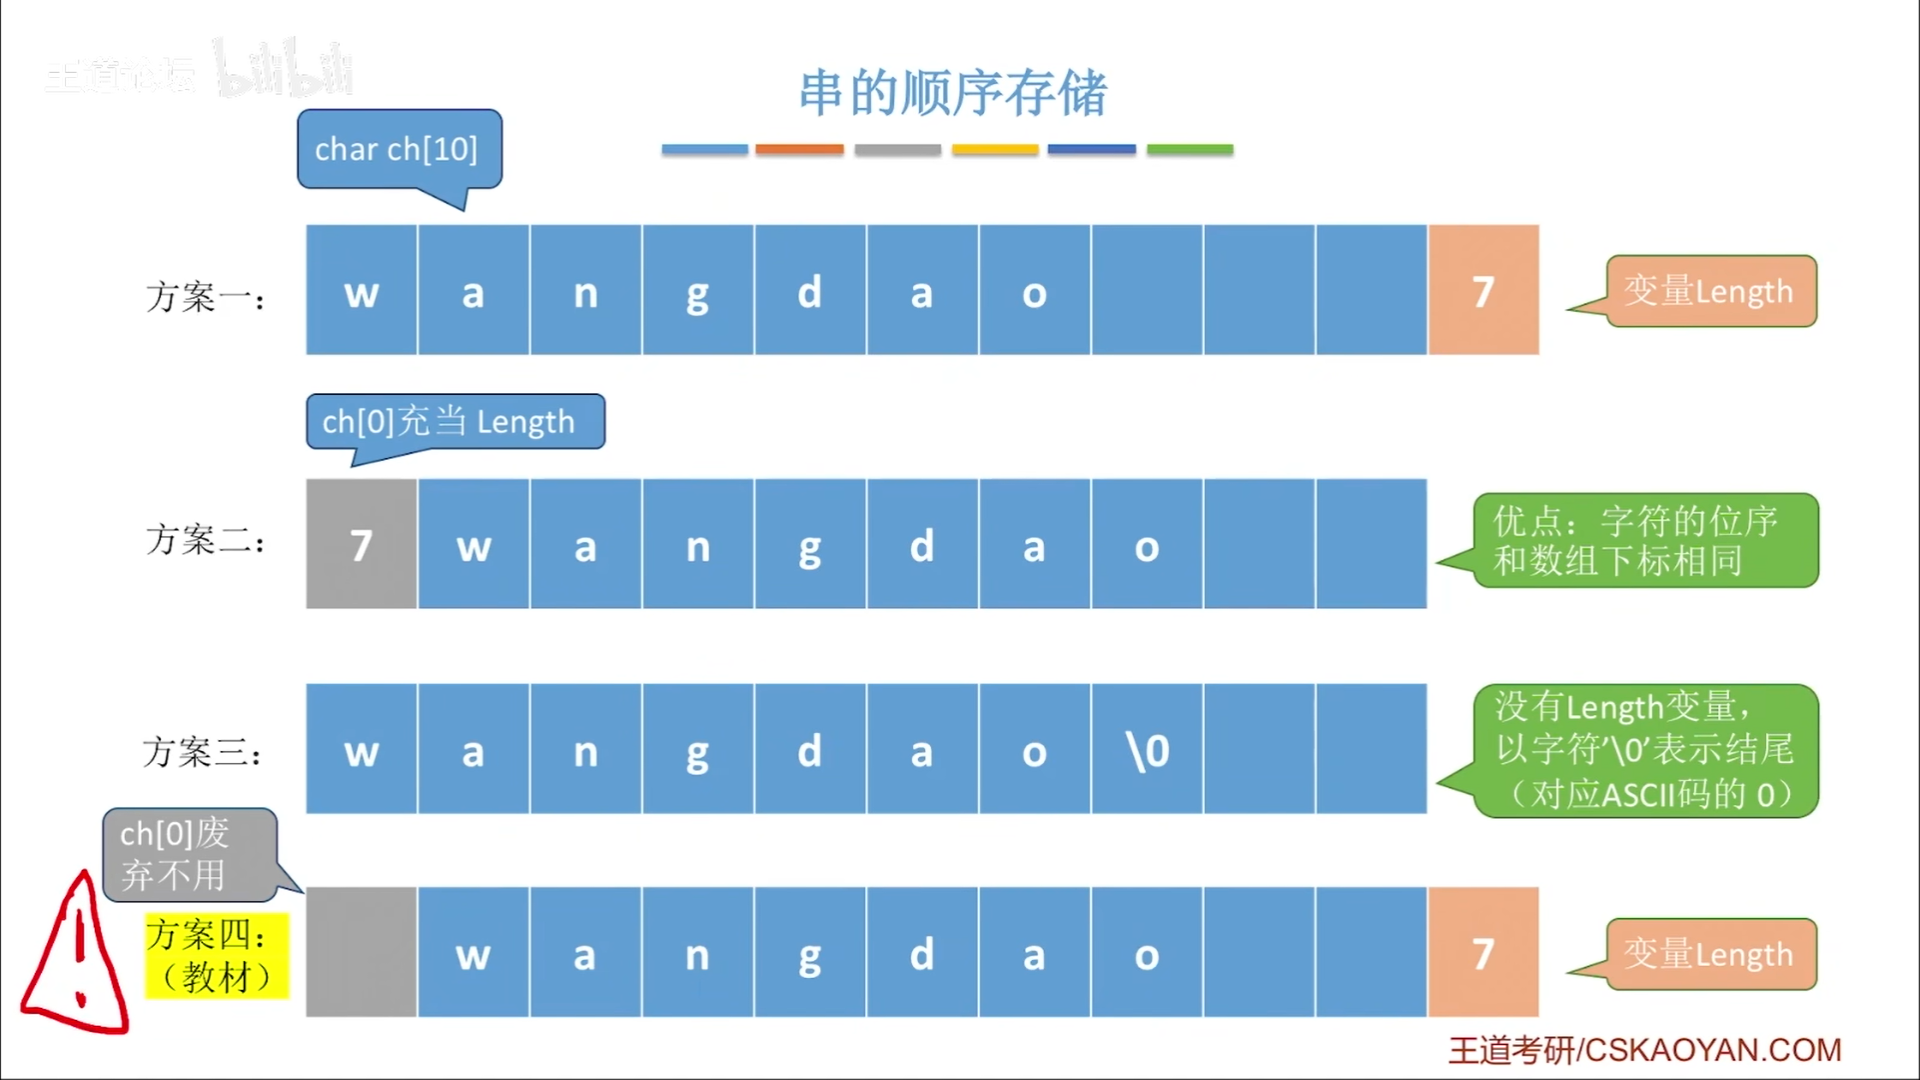 王道论坛 bilibili
串的顺序存储
char ch[10]
方案一：
w a n g d a o 7
变量Length
ch[0]充当 Length
方案二：
7 w a n g d a o
优点：字符的位序
和数组下标相同
方案三：
w a n g d a o \0
没有Length变量，
以字符’\0’表示结尾
（对应ASCII码的 0）
ch[0]废
弃不用
方案四：
（教材）
w a n g d a o 7
变量Length
王道考研/CSKAOYAN.COM